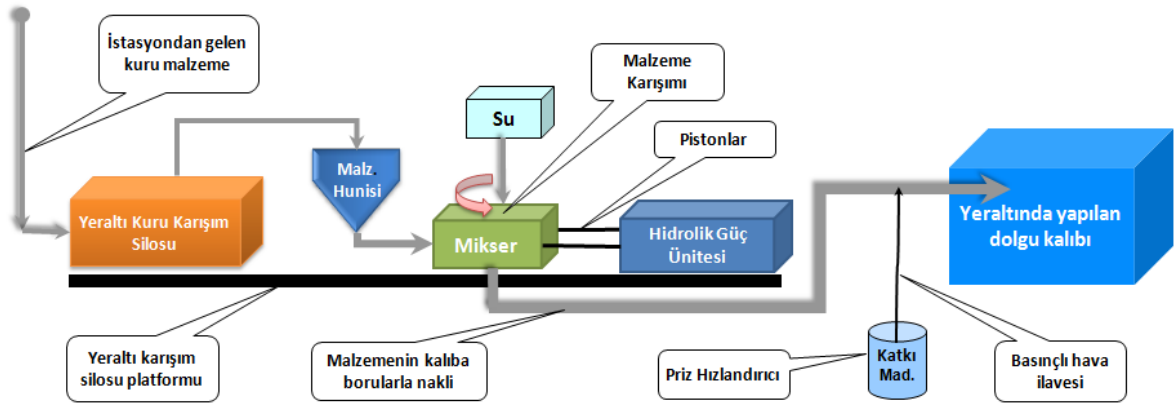 İstasyondan gelen
kuru malzeme
Malzeme
Karışımı
Su
Pistonlar
Malz.
Hunisi
Yeraltı Kuru Karışım
Silosu
Mikser
Hidrolik Güç
Ünitesi
Yeraltında yapılan
dolgu kalıbı
Yeraltı karışım
silosu platformu
Malzemenin kalıba
borularla nakli
Priz Hızlandırıcı
Katkı
Mad.
Basınçlı hava
ilavesi